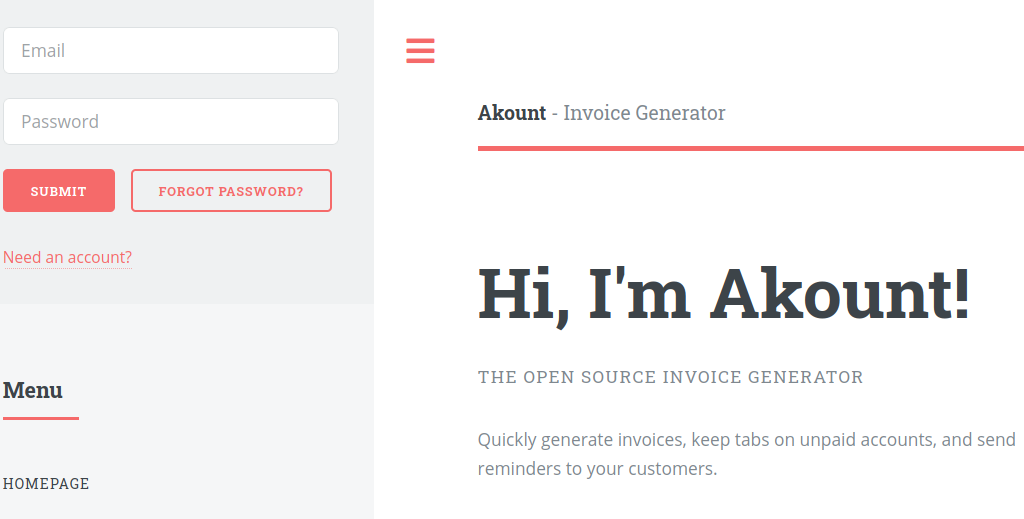 Email
Password
SUBMIT
FORGOT PASSWORD?
Need an account?
Menu
HOMEPAGE
Akount - Invoice Generator
Hi, I'm Akount!
THE OPEN SOURCE INVOICE GENERATOR
Quickly generate invoices, keep tabs on unpaid accounts, and send
reminders to your customers.